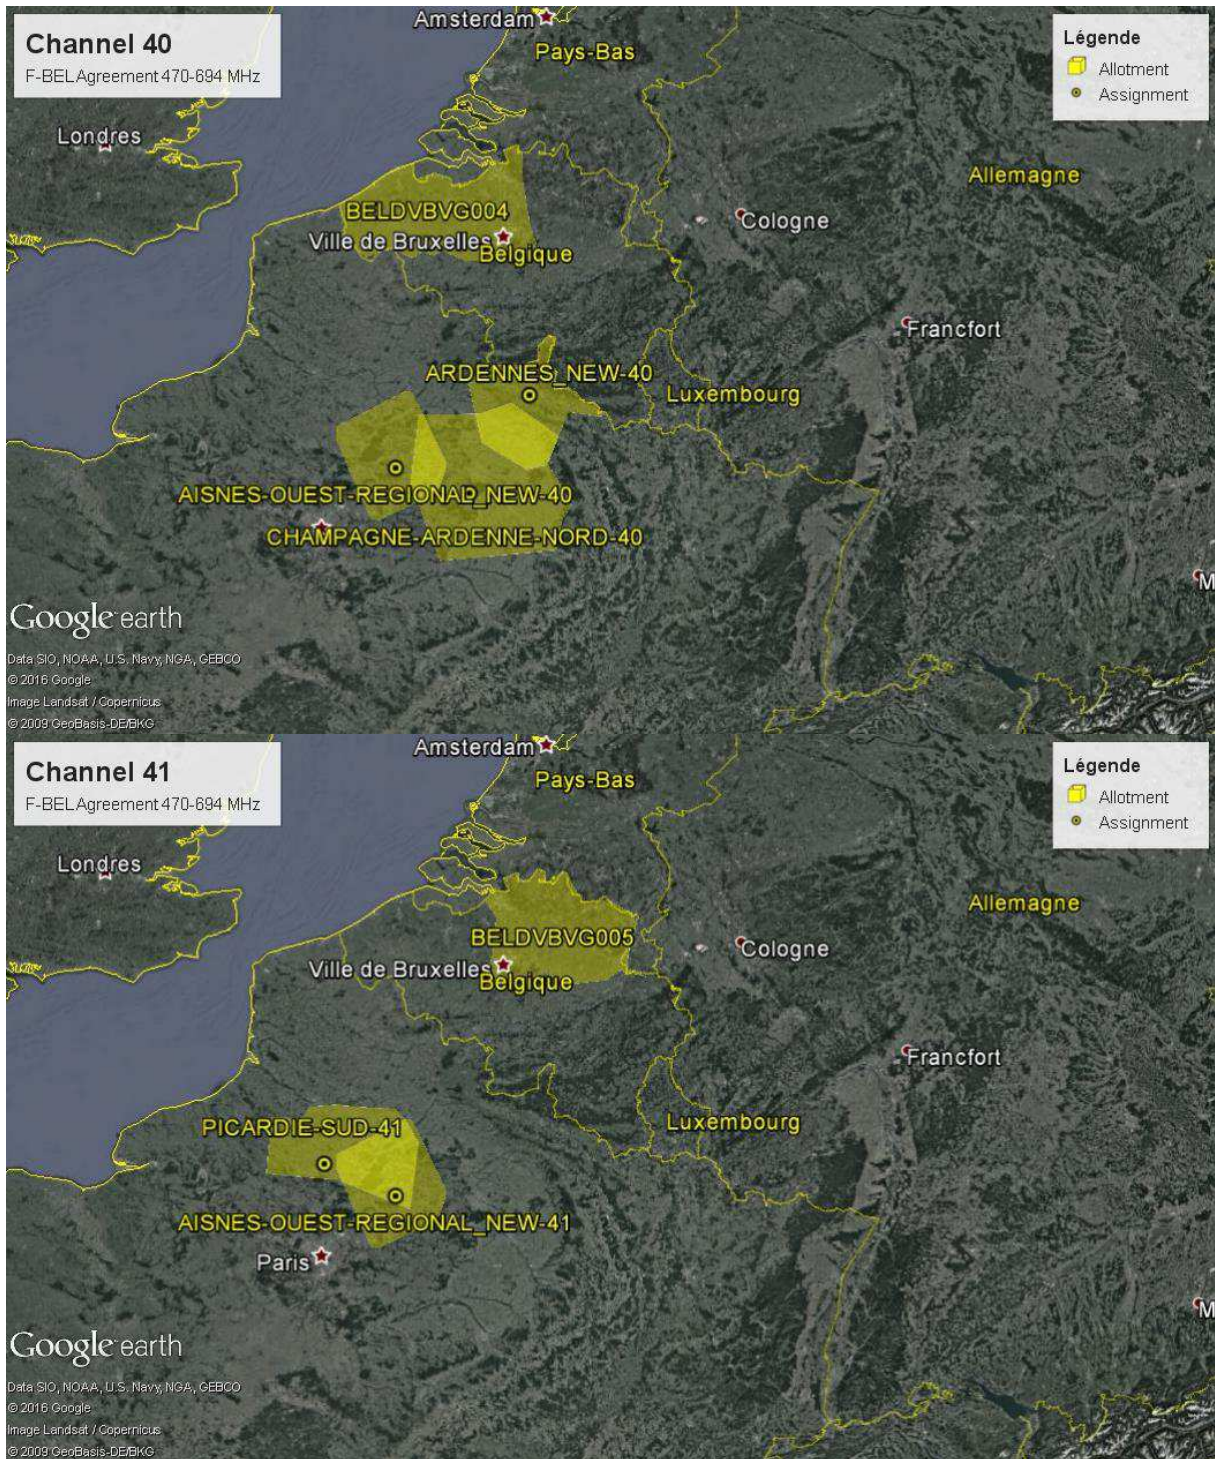 Channel 40
F-BEL Agreement 470-694 MHz
Légende
Allotment
Assignment
Amsterdam
Pays-Bas
Londres
Allemagne
BELDVBVG004
Cologne
Ville de Bruxelles
Belgique
Francfort
ARDENNES_NEW-40
Luxembourg
AISNES-OUEST-REGIONAL_NEW-40
CHAMPAGNE-ARDENNE-NORD-40
M
Google earth
Data SIO, NOAA, U.S. Navy, NGA, GEBCO
© 2016 Google
Image Landsat / Copernicus
© 2009 GeoBasis-DE/BKG
Channel 41
F-BEL Agreement 470-694 MHz
Légende
Allotment
Assignment
Amsterdam
Pays-Bas
Londres
Allemagne
BELDVBVG005
Cologne
Ville de Bruxelles
Belgique
Francfort
PICARDIE-SUD-41
Luxembourg
AISNES-OUEST-REGIONAL_NEW-41
Paris
M
Google earth
Data SIO, NOAA, U.S. Navy, NGA, GEBCO
© 2016 Google
Image Landsat / Copernicus
© 2009 GeoBasis-DE/BKG